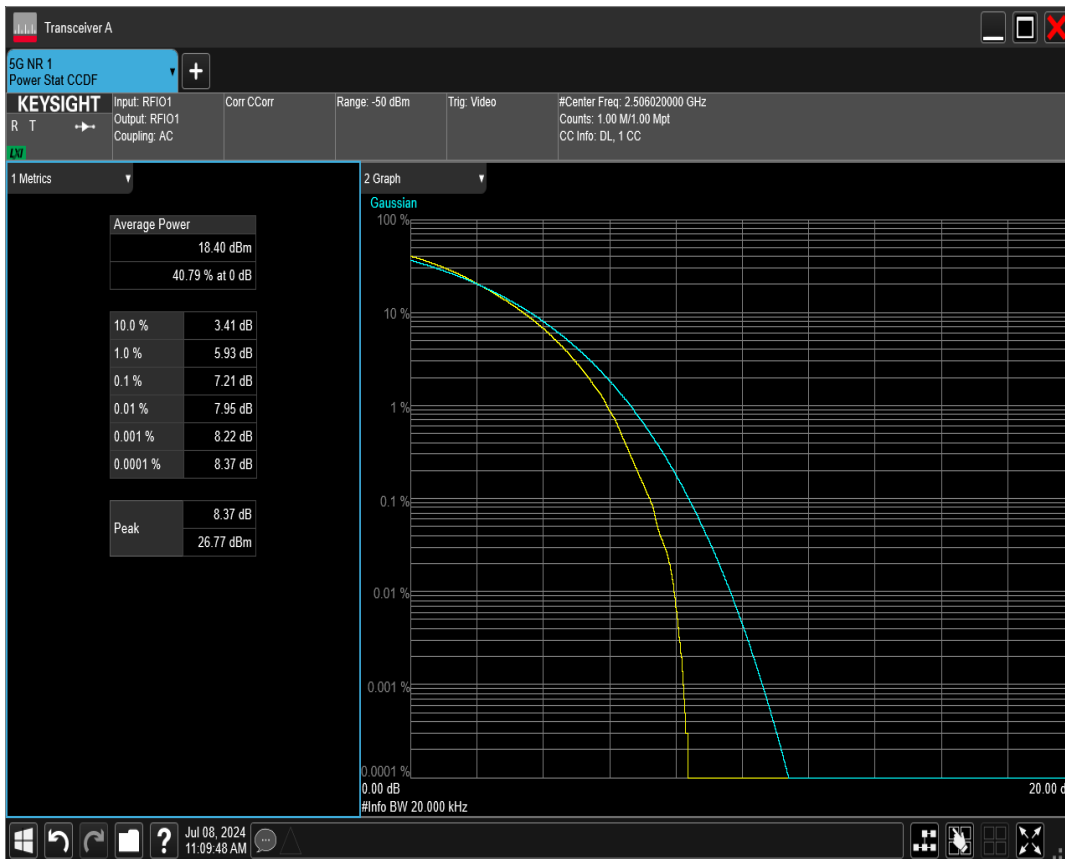 Transceiver A
5G NR 1
Power Stat CCDF
KEYSIGHT
R T
LXI
Input: RFIO1
Output: RFIO1
Coupling: AC
Corr CCorr
Range: -50 dBm
Trig: Video
#Center Freq: 2.506020000 GHz
Counts: 1.00 M/1.00 Mpt
CC Info: DL, 1 CC
1 Metrics
Average Power
18.40 dBm
40.79 % at 0 dB
10.0 % 3.41 dB
1.0 % 5.93 dB
0.1 % 7.21 dB
0.01 % 7.95 dB
0.001 % 8.22 dB
0.0001 % 8.37 dB
Peak
8.37 dB
26.77 dBm
2 Graph
Gaussian
100 %
10 %
1 %
0.1 %
0.01 %
0.001 %
0.0001 %
0.00 dB 20.00 d
#Info BW 20.000 kHz
?
Jul 08, 2024
11:09:48 AM